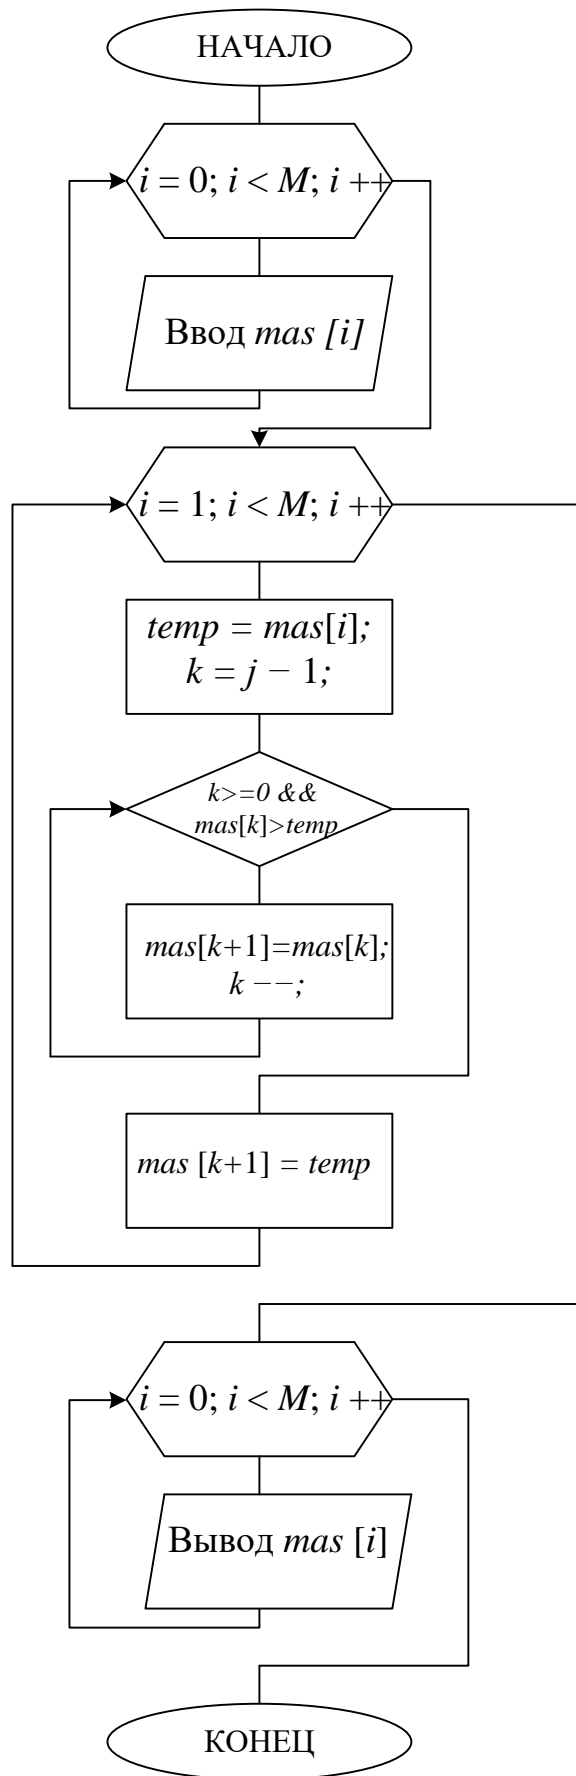 НАЧАЛО
i = 0; i < M; i ++
Ввод mas [i]
i = 1; i < M; i ++
temp = mas[i];
k = j − 1;
k>=0 &&
mas[k]>temp
mas[k+1]=mas[k];
k −−;
mas [k+1] = temp
i = 0; i < M; i ++
Вывод mas [i]
КОНЕЦ